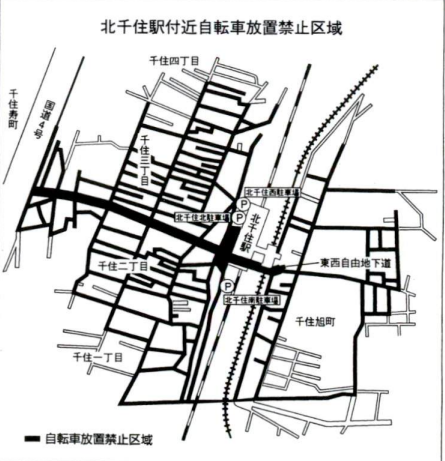 北千住駅付近自転車放置禁止区域
千住四丁目
千住寿町
国道4号
千住三丁目
北千住西駐車場
P
P
北千住北駐車場
北千住駅
東西自由地下道
千住二丁目
P
北千住南駐車場
千住旭町
千住一丁目
自転車放置禁止区域